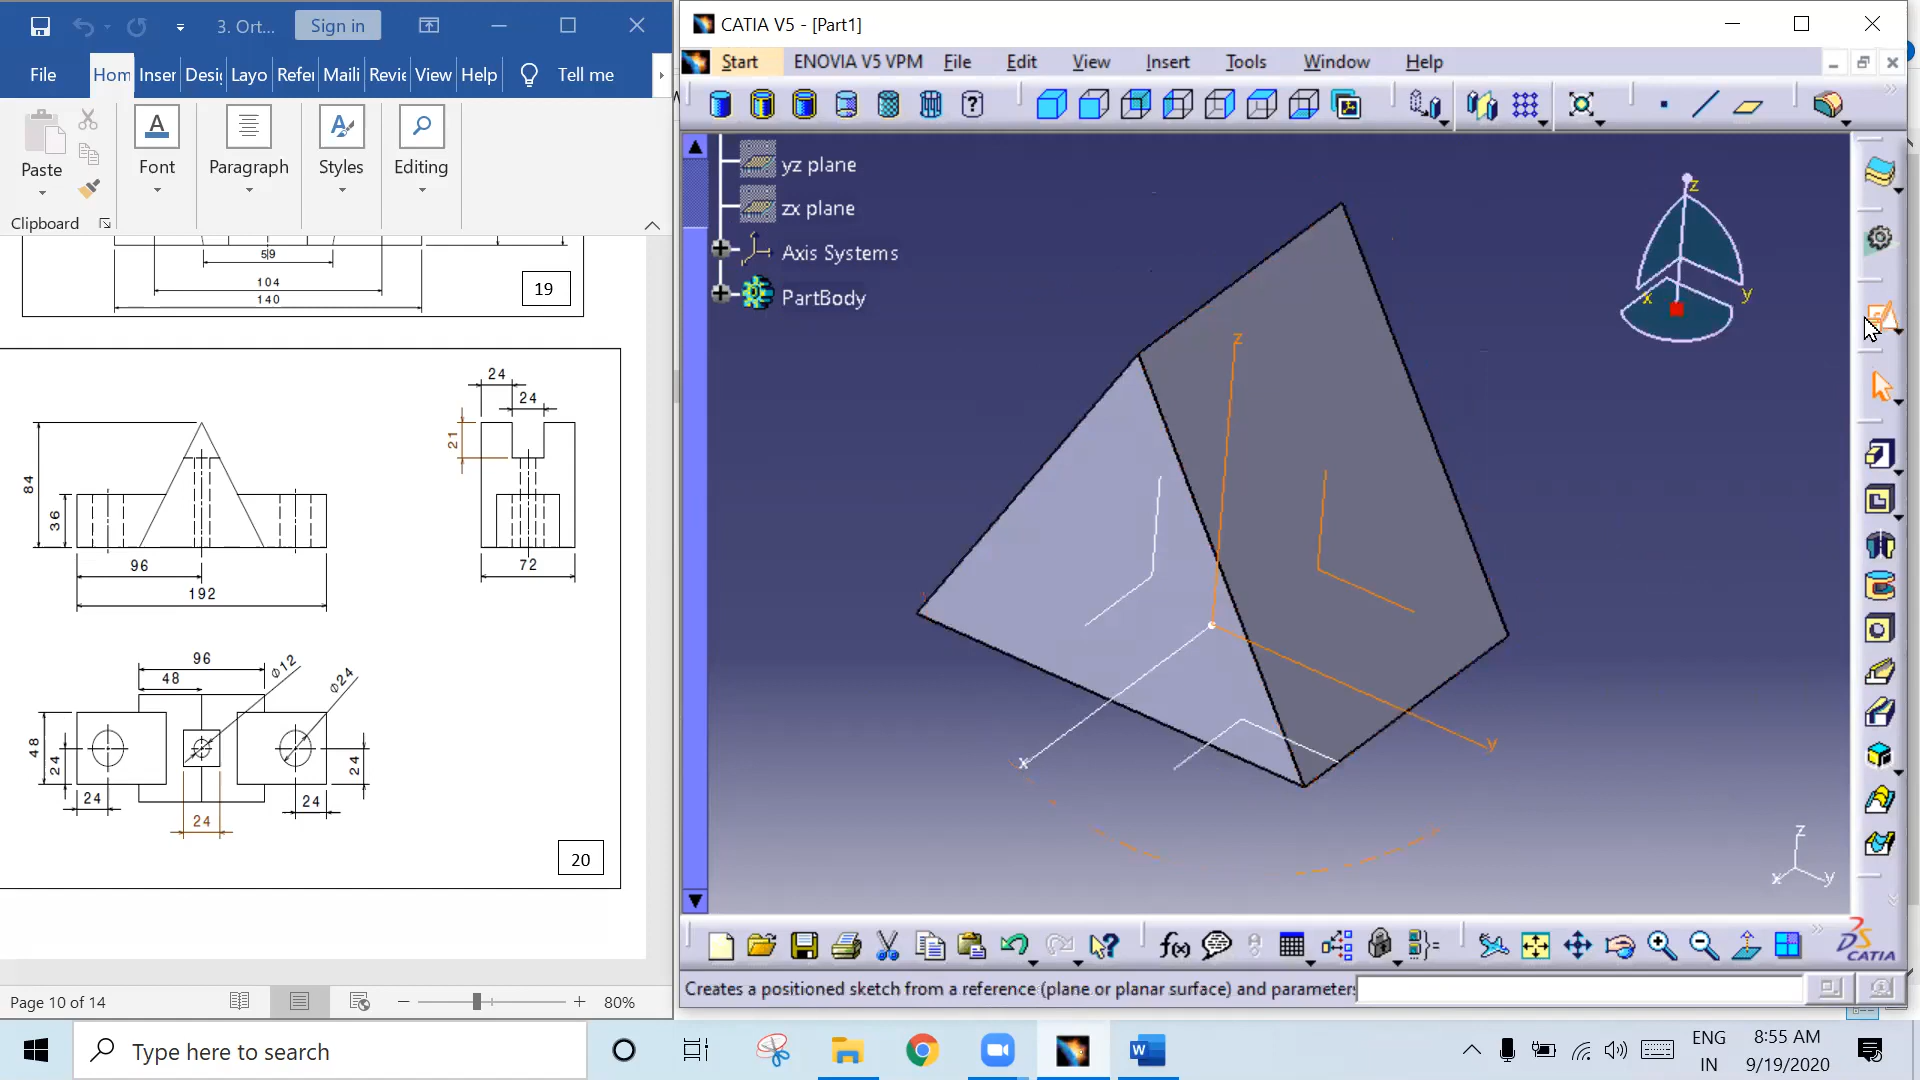 3. Ort...
Sign in
File
Hom
Inser
Desig
Layo
Refer
Maili
Revie
View
Help
Tell me
Paste
Font
Paragraph
Styles
Editing
Clipboard
59
104
140
19
84
36
96
192
24
24
21
72
96
48
Ø12
Ø24
48
24
24
24
24
24
20
Page 10 of 14
80%
CATIA V5 - [Part1]
Start
ENOVIA V5 VPM
File
Edit
View
Insert
Tools
Window
Help
yz plane
zx plane
Axis Systems
PartBody
z
x
y
z
x
y
z
x
y
f(x)
DS
CATIA
Creates a positioned sketch from a reference (plane or planar surface) and parameters
Type here to search
W
ENG
IN
8:55 AM
9/19/2020